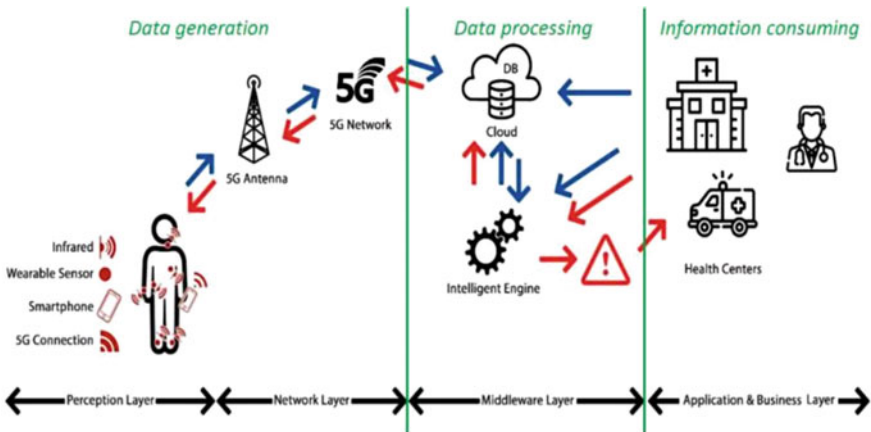 Data generation
Data processing
Information consuming
DB
Cloud
5G
5G Network
5G Antenna
Infrared
Wearable Sensor
Smartphone
5G Connection
Intelligent Engine
!
Health Centers
Perception Layer
Network Layer
Middleware Layer
Application & Business Layer